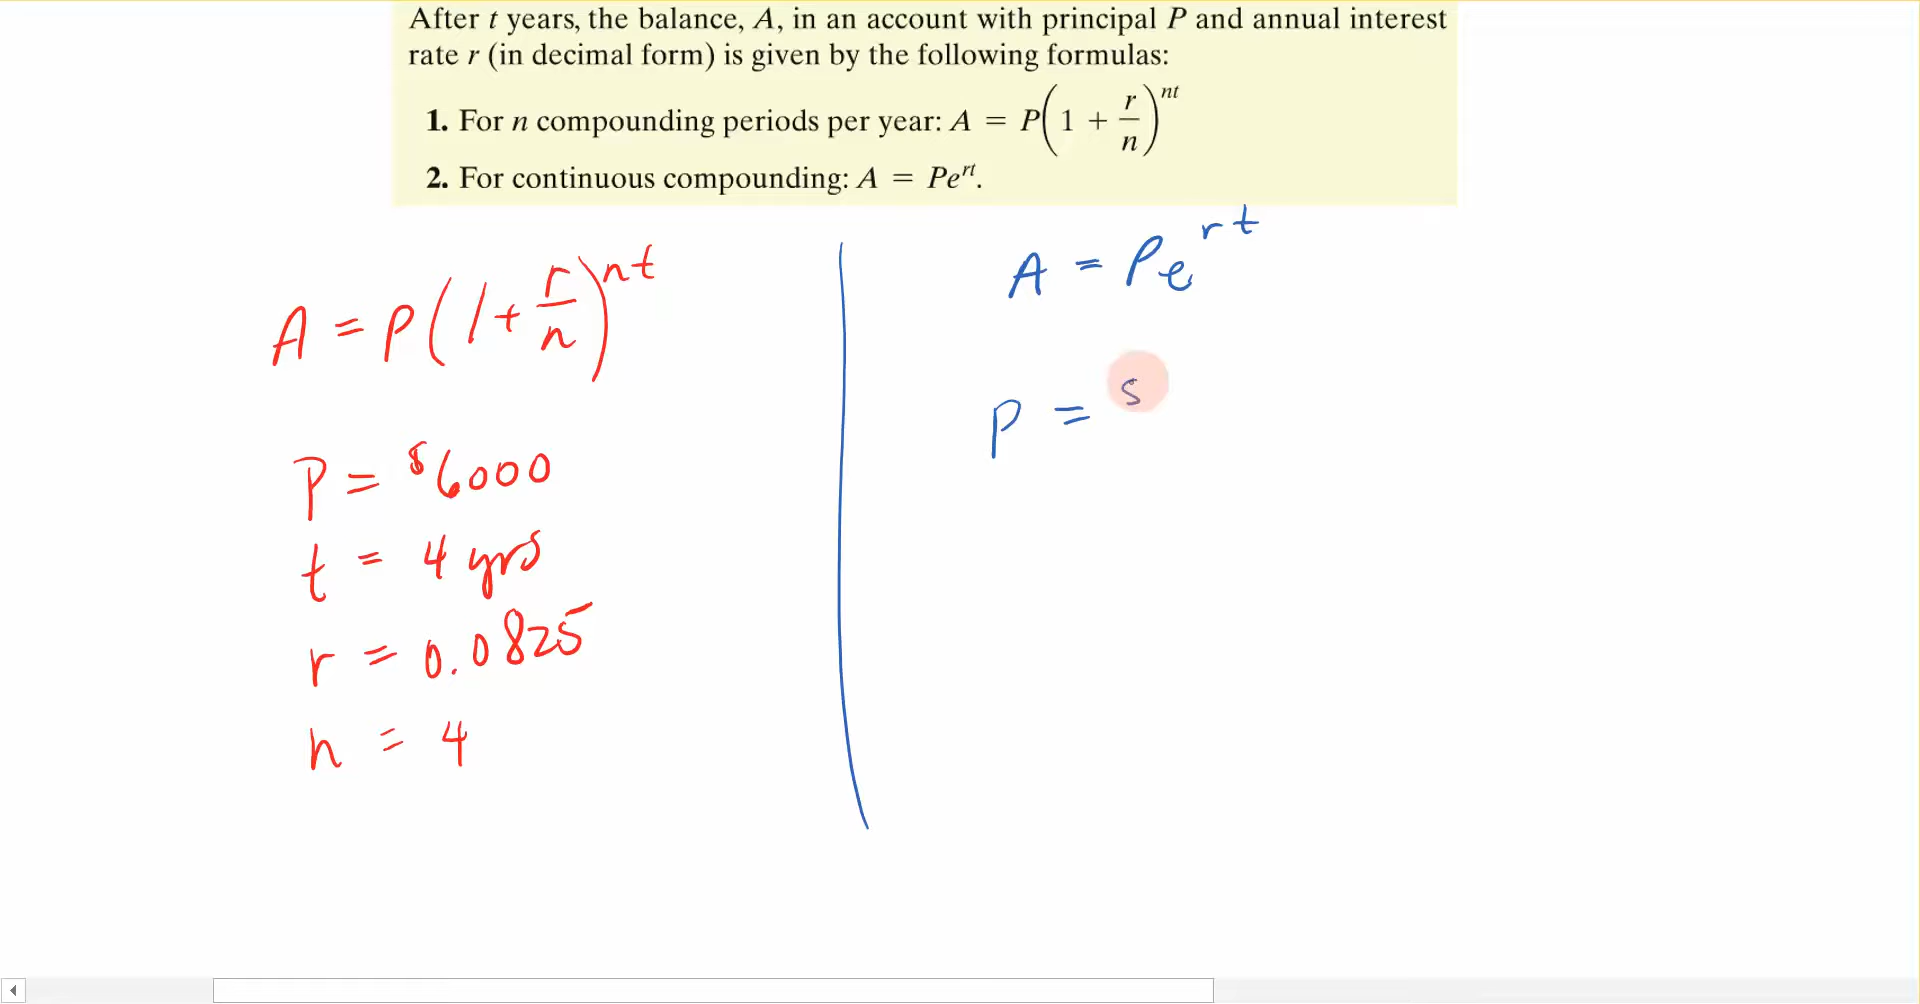 After t years, the balance, A, in an account with principal P and annual interest
rate r (in decimal form) is given by the following formulas:
1. For n compounding periods per year: A = P(1 + r/n)^nt
2. For continuous compounding: A = Pe^rt.
A = P(1 + r/n)^nt
P = $6000
t = 4 yrs
r = 0.0825
n = 4
A = Pe^rt
P = s